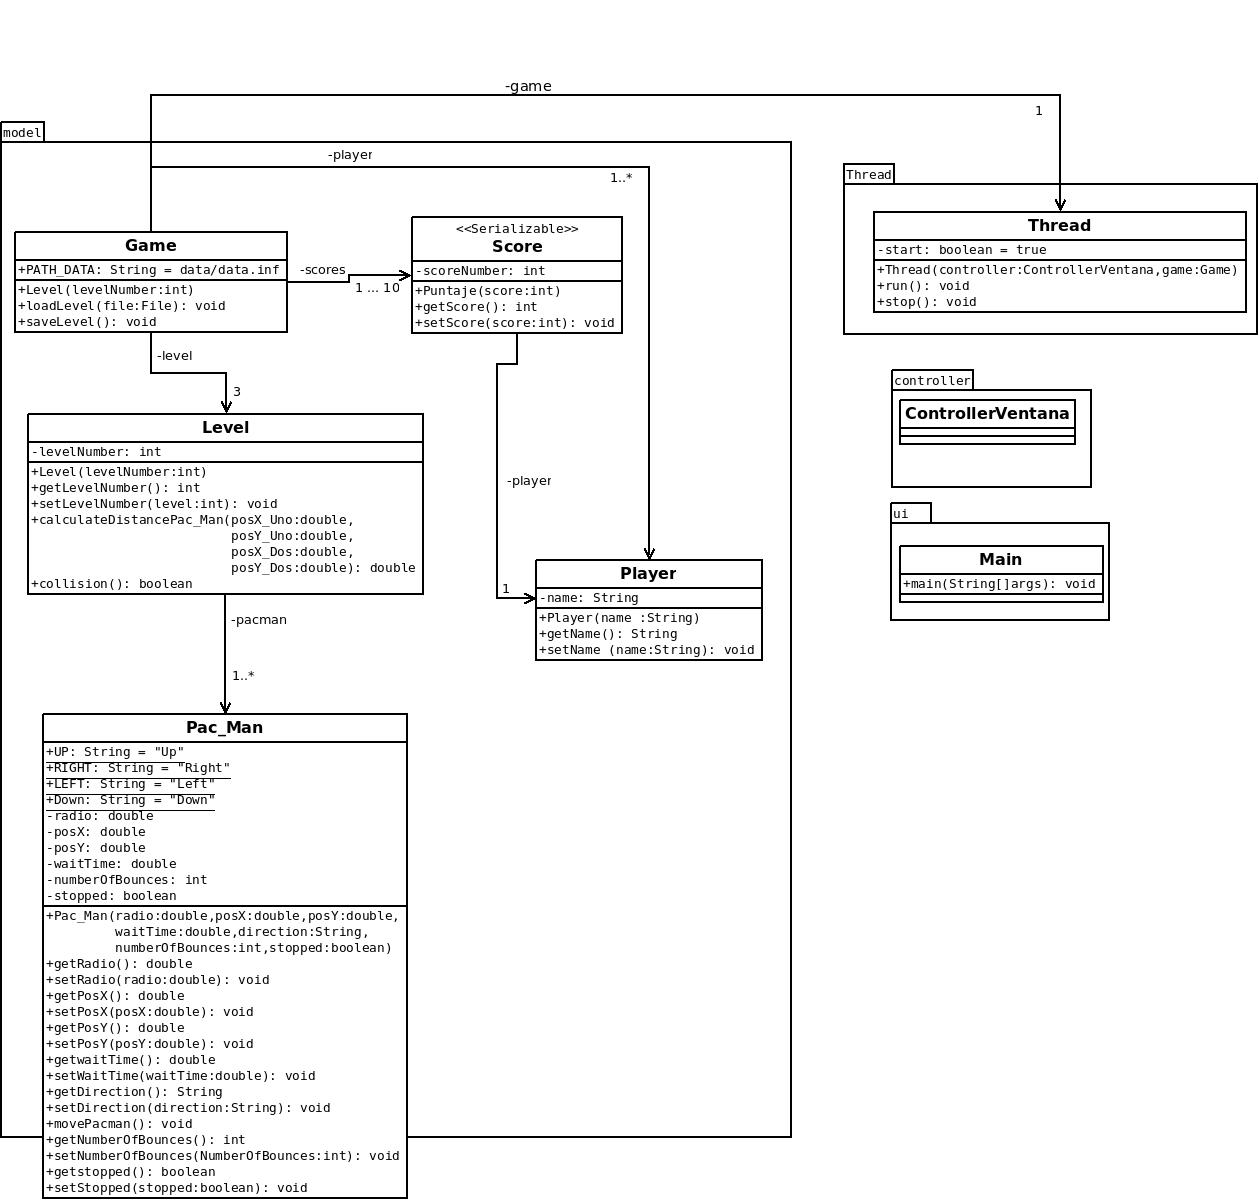 -game
1
model
-player
1..*
Game
+PATH_DATA: String = data/data.inf
+Level(levelNumber:int)
+loadLevel(file:File): void
+saveLevel(): void
-scores
1 ... 10
<<Serializable>>
Score
-scoreNumber: int
+Puntaje(score:int)
+getScore(): int
+setScore(score:int): void
-level
3
Level
-levelNumber: int
+Level(levelNumber:int)
+getLevelNumber(): int
+setLevelNumber(level:int): void
+calculateDistancePac_Man(posX_Uno:double,
posY_Uno:double,
posX_Dos:double,
posY_Dos:double): double
+collision(): boolean
-player
1
Player
-name: String
+Player(name :String)
+getName(): String
+setName (name:String): void
-pacman
1..*
Pac_Man
+UP: String = "Up"
+RIGHT: String = "Right"
+LEFT: String = "Left"
+Down: String = "Down"
-radio: double
-posX: double
-posY: double
-waitTime: double
-numberOfBounces: int
-stopped: boolean
+Pac_Man(radio:double,posX:double,posY:double,
waitTime:double,direction:String,
numberOfBounces:int,stopped:boolean)
+getRadio(): double
+setRadio(radio:double): void
+getPosX(): double
+setPosX(posX:double): void
+getPosY(): double
+setPosY(posY:double): void
+getwaitTime(): double
+setWaitTime(waitTime:double): void
+getDirection(): String
+setDirection(direction:String): void
+movePacman(): void
+getNumberOfBounces(): int
+setNumberOfBounces(NumberOfBounces:int): void
+getstopped(): boolean
+setStopped(stopped:boolean): void
Thread
Thread
-start: boolean = true
+Thread(controller:ControllerVentana,game:Game)
+run(): void
+stop(): void
controller
ControllerVentana
ui
Main
+main(String[]args): void